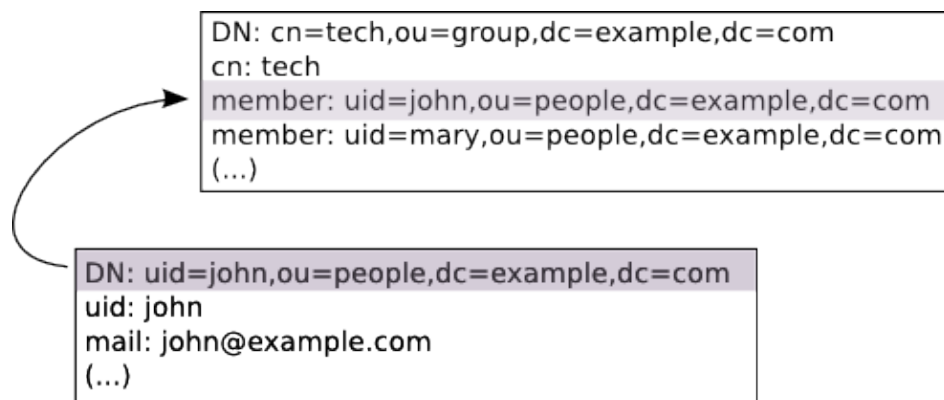 DN: cn=tech,ou=group,dc=example,dc=com
cn: tech
member: uid=john,ou=people,dc=example,dc=com
member: uid=mary,ou=people,dc=example,dc=com
(...)
DN: uid=john,ou=people,dc=example,dc=com
uid: john
mail: john@example.com
(...)